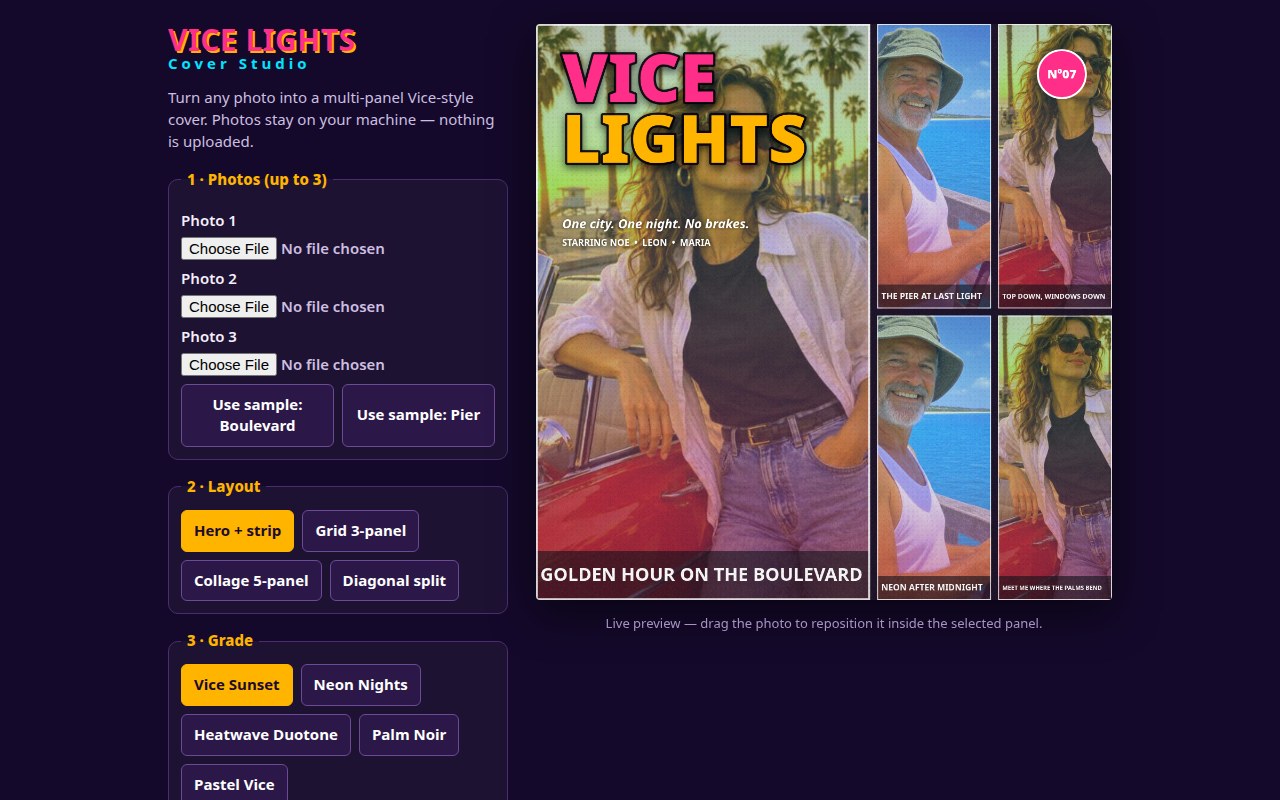 VICE LIGHTS
Cover Studio
Turn any photo into a multi-panel Vice-style
cover. Photos stay on your machine — nothing
is uploaded.
1 · Photos (up to 3)
Photo 1
Choose File No file chosen
Photo 2
Choose File No file chosen
Photo 3
Choose File No file chosen
Use sample:
Boulevard
Use sample: Pier
2 · Layout
Hero + strip
Grid 3-panel
Collage 5-panel
Diagonal split
3 · Grade
Vice Sunset
Neon Nights
Heatwave Duotone
Palm Noir
Pastel Vice
VICE
LIGHTS
One city. One night. No brakes.
STARRING NOE • LEON • MARIA
GOLDEN HOUR ON THE BOULEVARD
THE PIER AT LAST LIGHT
Nº07
TOP DOWN, WINDOWS DOWN
NEON AFTER MIDNIGHT
MEET ME WHERE THE PALMS BEND
Live preview — drag the photo to reposition it inside the selected panel.